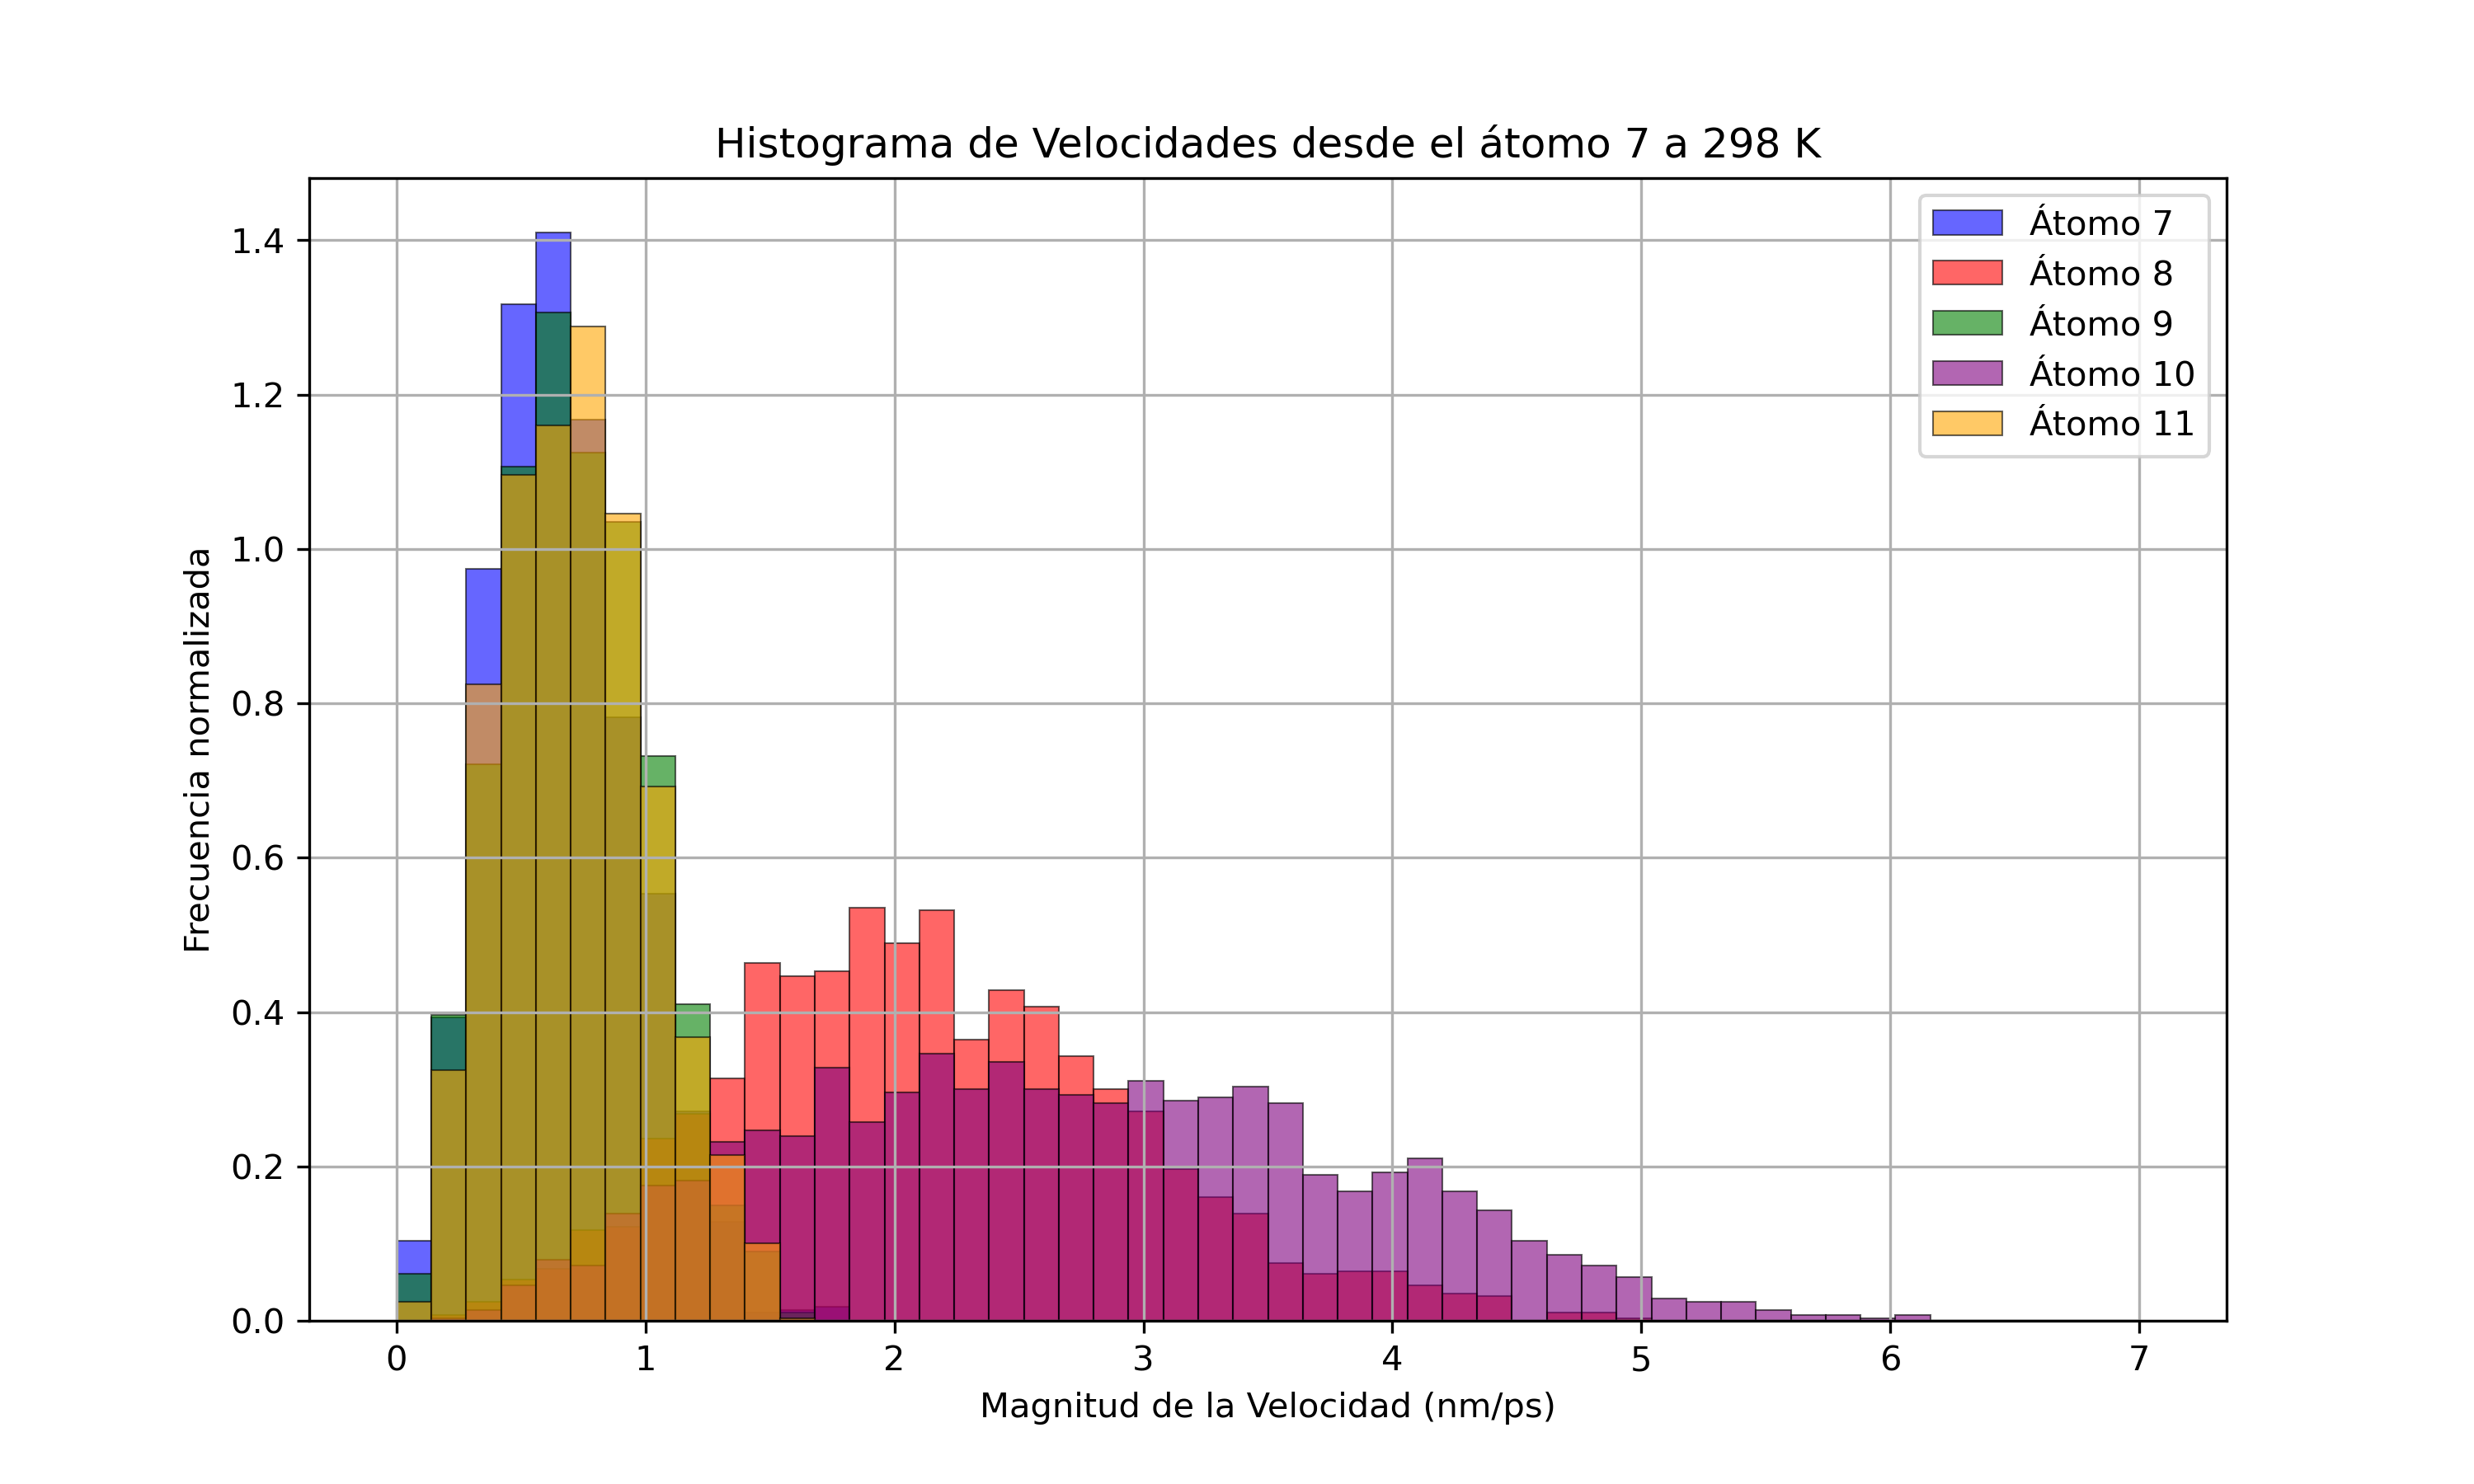 Histograma de Velocidades desde el átomo 7 a 298 K
Átomo 7
Átomo 8
Átomo 9
Átomo 10
Átomo 11
Frecuencia normalizada
1.4
1.2
1.0
0.8
0.6
0.4
0.2
0.0
0 1 2 3 4 5 6 7
Magnitud de la Velocidad (nm/ps)